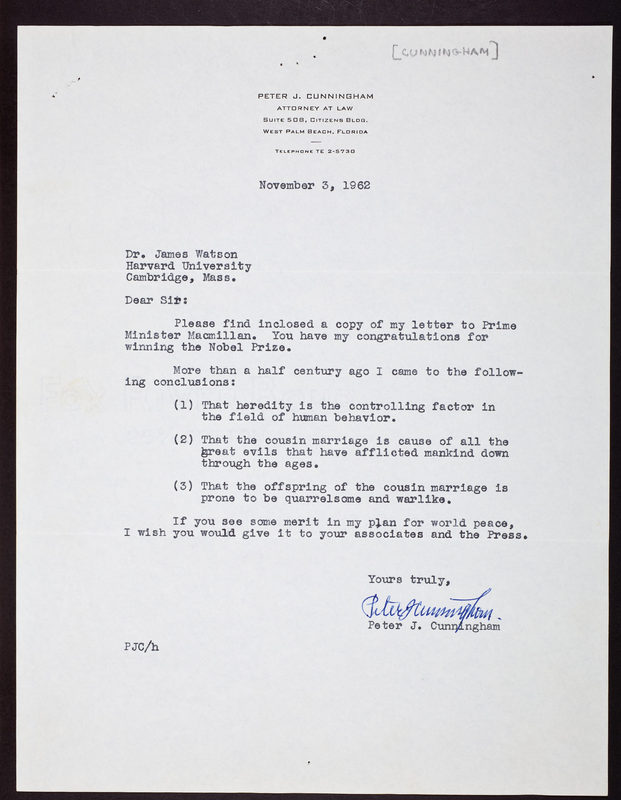 [CUNNINGHAM]
PETER J. CUNNINGHAM
ATTORNEY AT LAW
SUITE 508, CITIZENS BLDG.
WEST PALM BEACH, FLORIDA
TELEPHONE TE 2-5730
November 3, 1962
Dr. James Watson
Harvard University
Cambridge, Mass.
Dear Sir:
Please find inclosed a copy of my letter to Prime
Minister Macmillan. You have my congratulations for
winning the Nobel Prize.
More than a half century ago I came to the follow-
ing conclusions:
(1) That heredity is the controlling factor in
the field of human behavior.
(2) That the cousin marriage is cause of all the
great evils that have afflicted mankind down
through the ages.
(3) That the offspring of the cousin marriage is
prone to be quarrelsome and warlike.
If you see some merit in my plan for world peace,
I wish you would give it to your associates and the Press.
Yours truly,
Peter J Cunningham.
Peter J. Cunningham
PJC/h